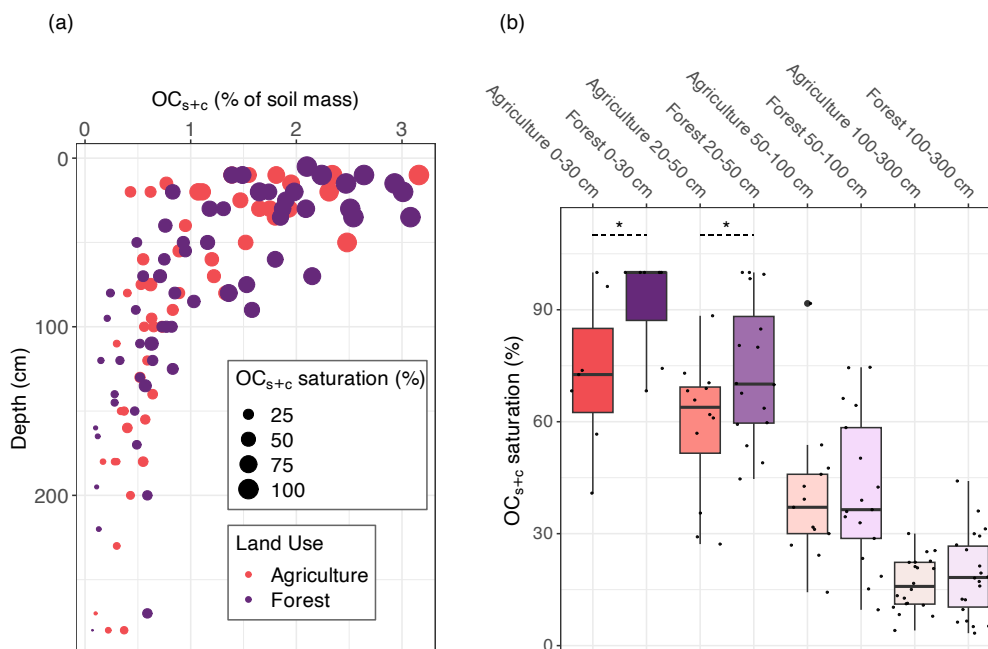 (a)
OCs+c (% of soil mass)
0 1 2 3
0
100
200
Depth (cm)
OCs+c saturation (%)
25
50
75
100
Land Use
Agriculture
Forest
(b)
Agriculture 0-30 cm
Forest 0-30 cm
Agriculture 20-50 cm
Forest 20-50 cm
Agriculture 50-100 cm
Forest 50-100 cm
Agriculture 100-300 cm
Forest 100-300 cm
* *
90
60
30
0
OCs+c saturation (%)